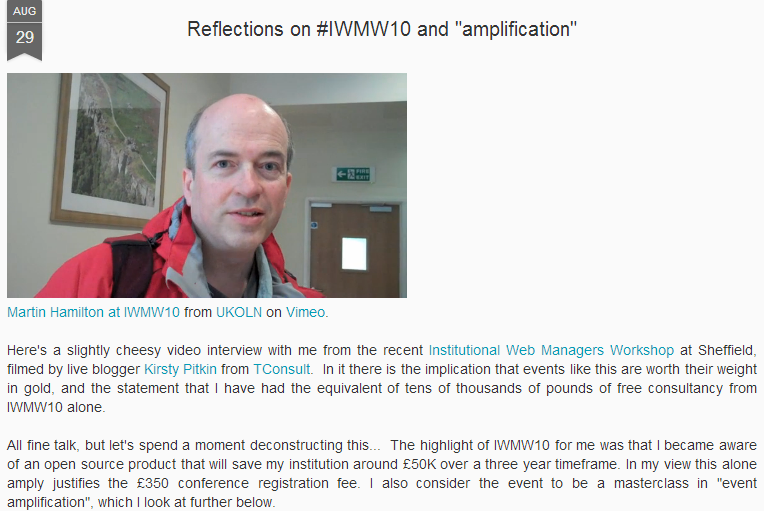 AUG
29
Reflections on #IWMW10 and "amplification"
FIRE
EXIT
Martin Hamilton at IWMW10 from UKOLN on Vimeo.
Here's a slightly cheesy video interview with me from the recent Institutional Web Managers Workshop at Sheffield,
filmed by live blogger Kirsty Pitkin from TConsult.  In it there is the implication that events like this are worth their weight
in gold, and the statement that I have had the equivalent of tens of thousands of pounds of free consultancy from
IWMW10 alone.
All fine talk, but let's spend a moment deconstructing this...  The highlight of IWMW10 for me was that I became aware
of an open source product that will save my institution around £50K over a three year timeframe. In my view this alone
amply justifies the £350 conference registration fee. I also consider the event to be a masterclass in "event
amplification", which I look at further below.